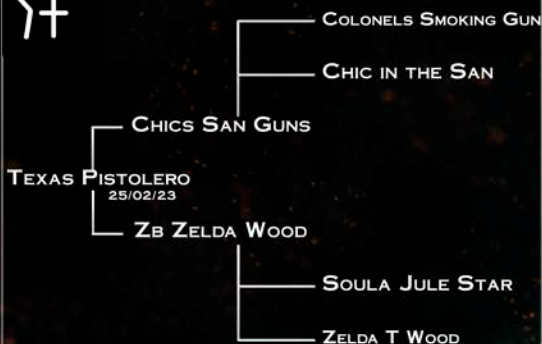 Colonels Smoking Gun
Chic in the San
Chics San Guns
Texas Pistolero
25/02/23
Zb Zelda Wood
Soula Jule Star
Zelda T Wood